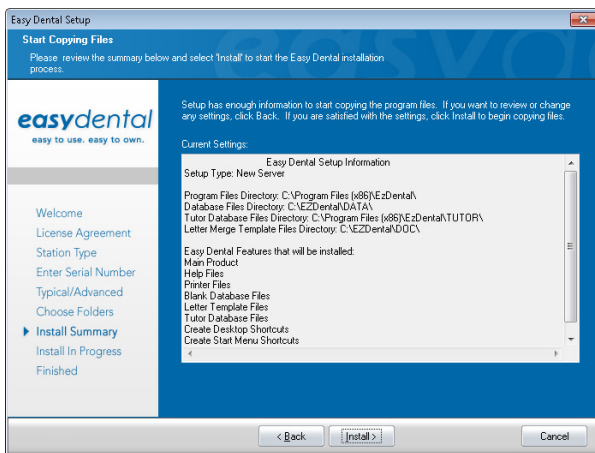 Easy Dental Setup
Start Copying Files
Please review the summary below and select 'Install' to start the Easy Dental installation
process.
easydental
easy to use. easy to own.
Welcome
License Agreement
Station Type
Enter Serial Number
Typical/Advanced
Choose Folders
Install Summary
Install In Progress
Finished
Setup has enough information to start copying the program files. If you want to review or change
any settings, click Back. If you are satisfied with the settings, click Install to begin copying files.
Current Settings:
Easy Dental Setup Information
Setup Type: New Server
Program Files Directory: C:\Program Files (x86)\EzDental\
Database Files Directory: C:\EZDental\DATA\
Tutor Database Files Directory: C:\Program Files (x86)\EzDental\TUTOR\
Letter Merge Template Files Directory: C:\EZDental\DOC\
Easy Dental Features that will be installed:
Main Product
Help Files
Printer Files
Blank Database Files
Letter Template Files
Tutor Database Files
Create Desktop Shortcuts
Create Start Menu Shortcuts
< Back
Install >
Cancel